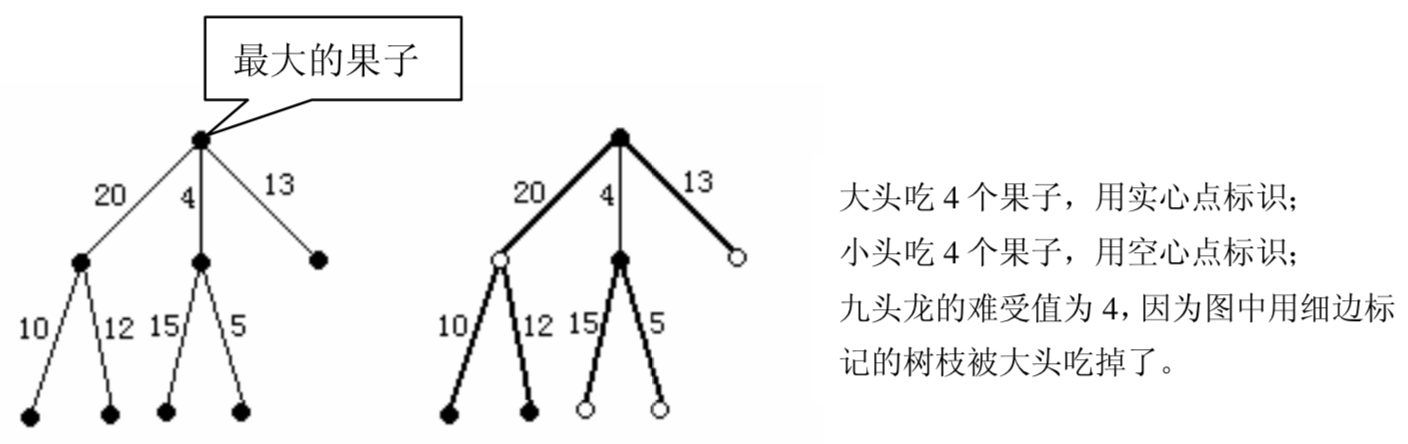 最大的果子
20
4
13
10
12
15
5
20
4
13
10
12
15
5
大头吃 4 个果子，用实心点标识；
小头吃 4 个果子，用空心点标识；
九头龙的难受值为 4，因为图中用细边标
记的树枝被大头吃掉了。